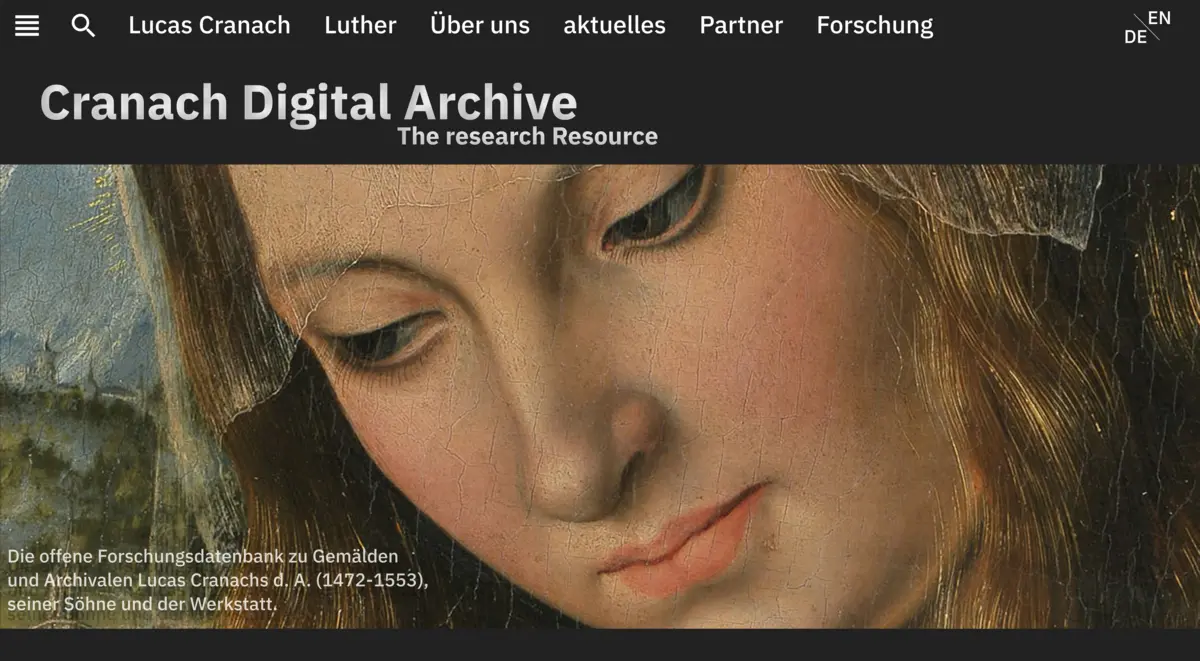 Lucas Cranach Luther Über uns aktuelles Partner Forschung
EN
DE
Cranach Digital Archive
The research Resource
Die offene Forschungsdatenbank zu Gemälden
und Archivalen Lucas Cranachs d. A. (1472-1553),
seiner Söhne und der Werkstatt.